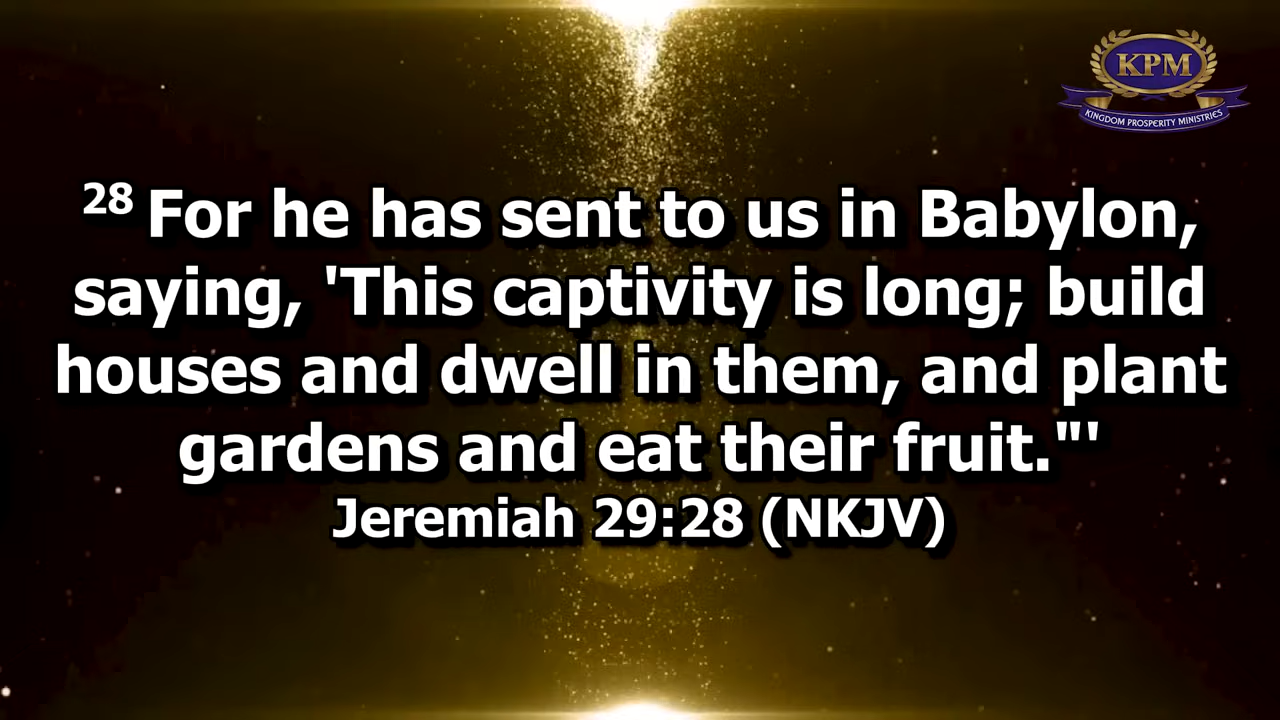 KPM
KINGDOM PROSPERITY MINISTRIES
28 For he has sent to us in Babylon,
saying, 'This captivity is long; build
houses and dwell in them, and plant
gardens and eat their fruit."'
Jeremiah 29:28 (NKJV)